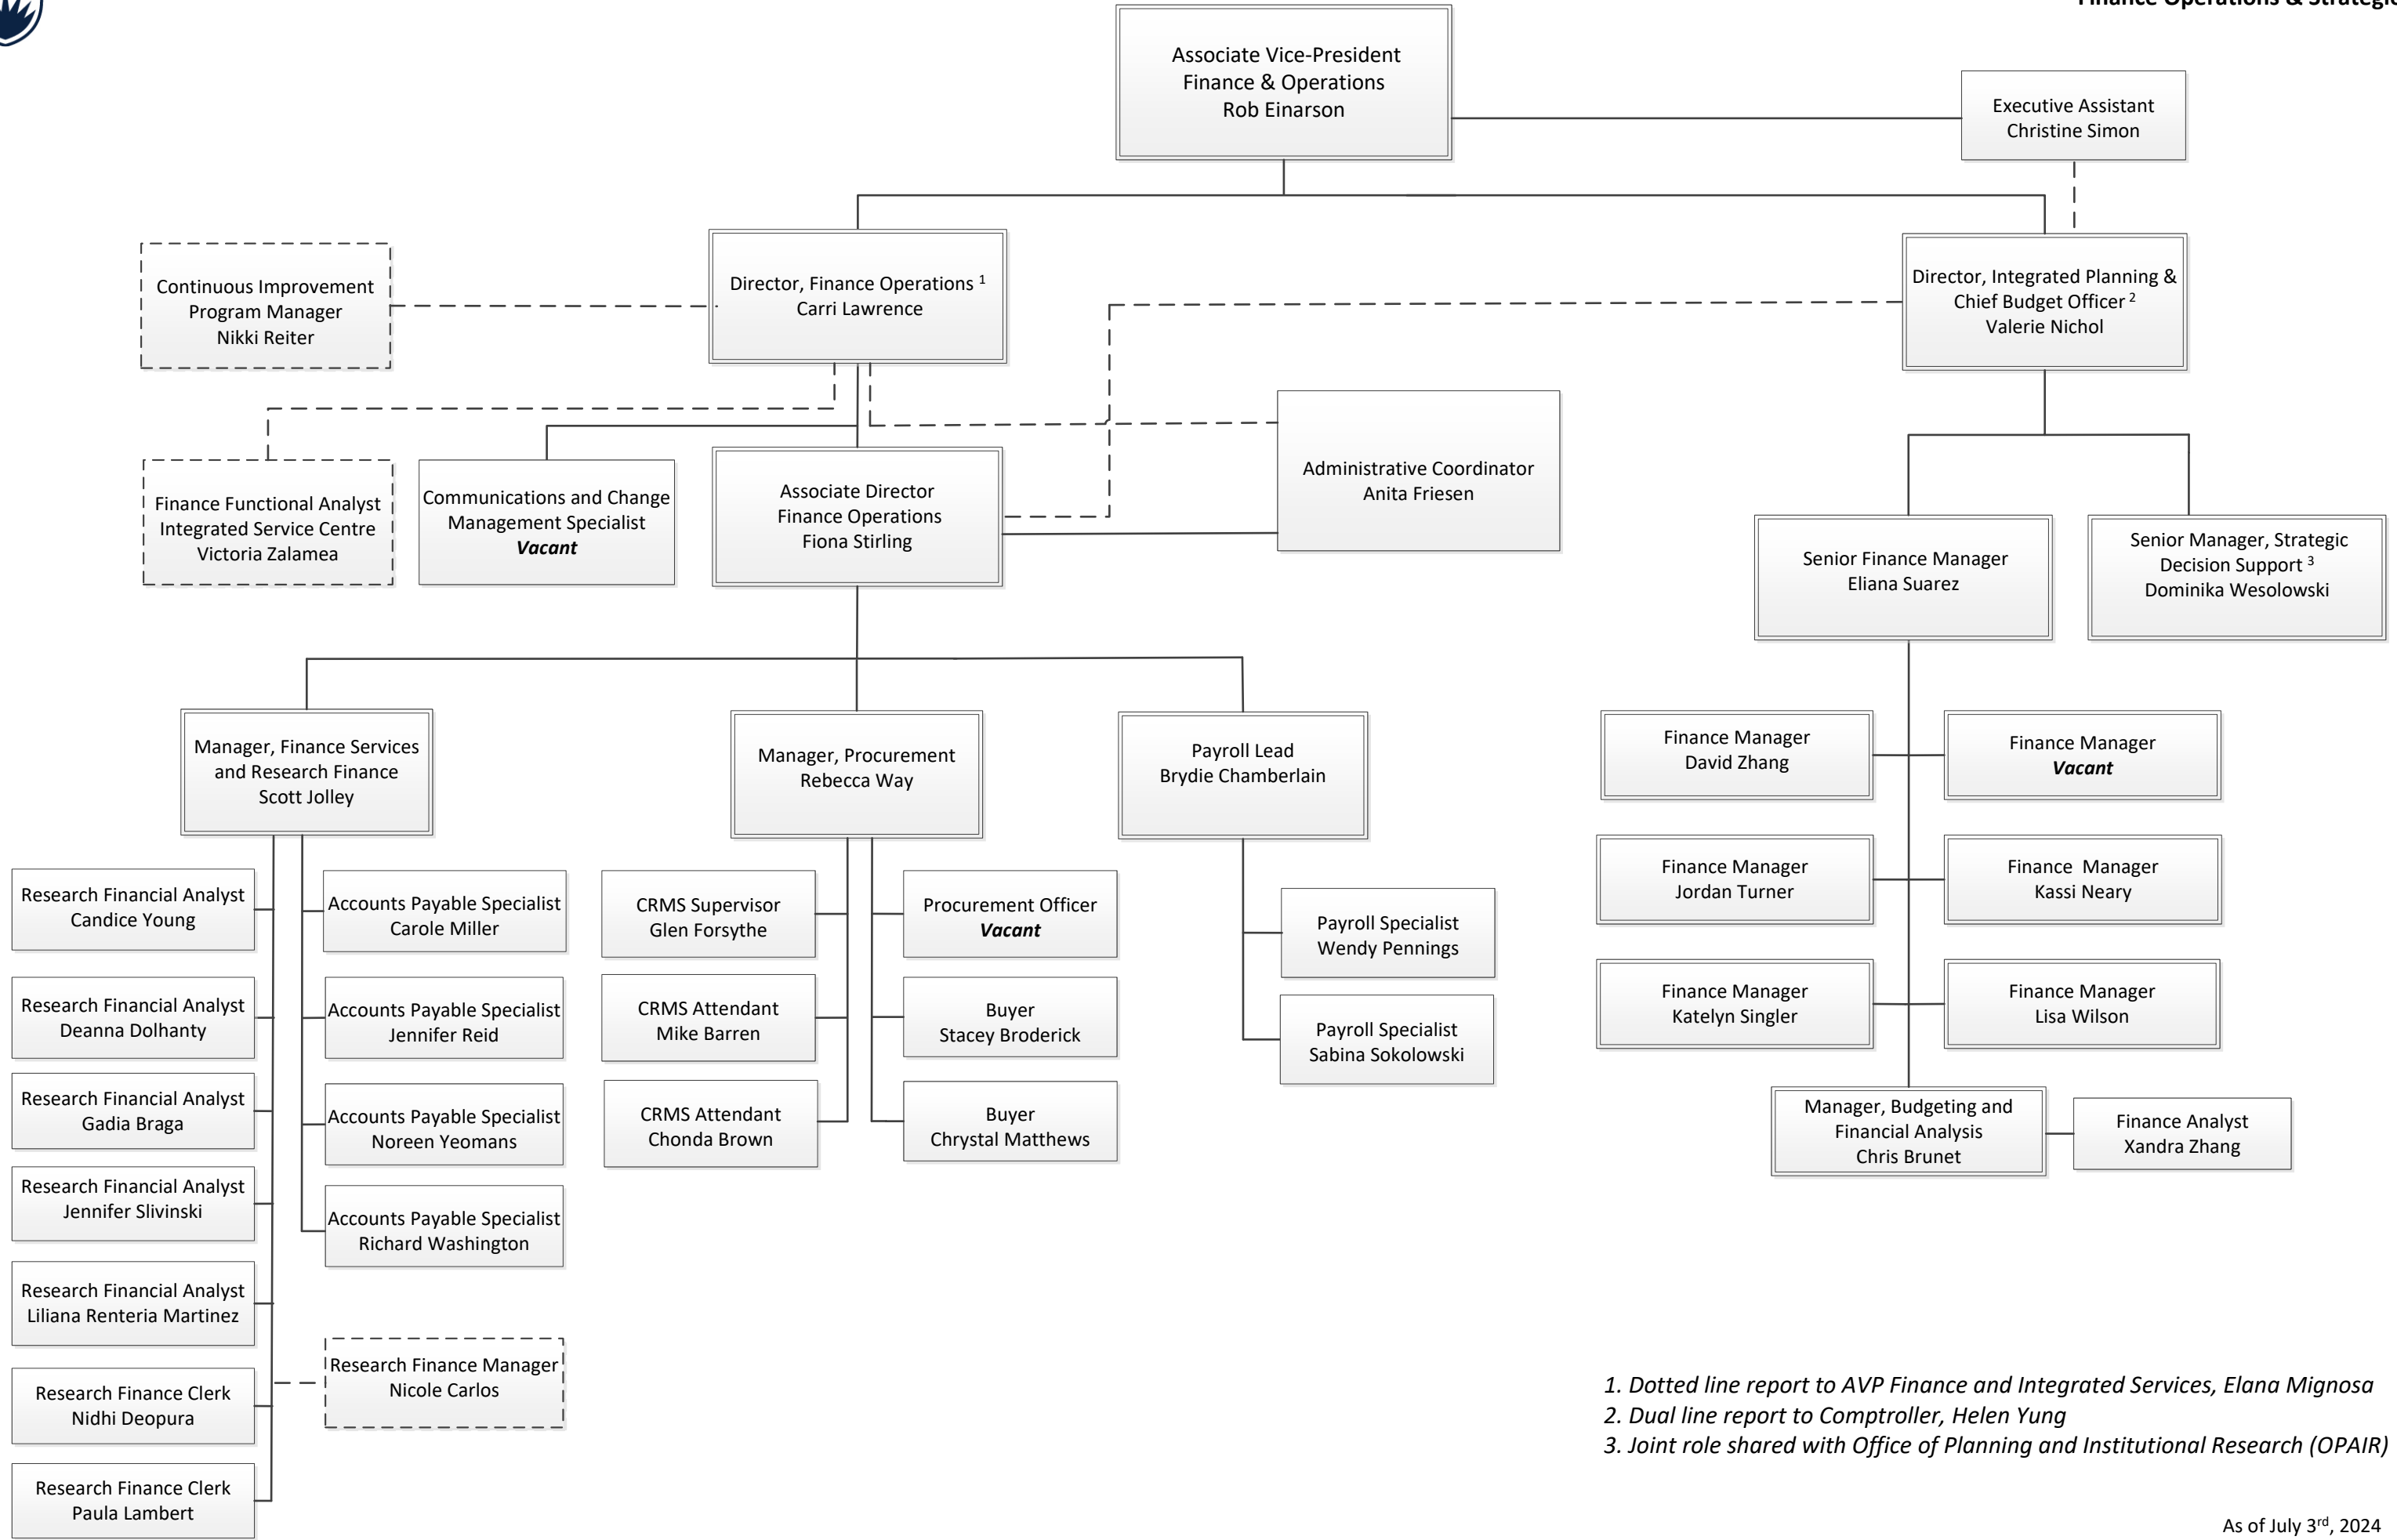 Finance Operations & Strategic
Associate Vice-President
Finance & Operations
Rob Einarson
Executive Assistant
Christine Simon
Continuous Improvement
Program Manager
Nikki Reiter
Director, Finance Operations 1
Carri Lawrence
Director, Integrated Planning &
Chief Budget Officer 2
Valerie Nichol
Finance Functional Analyst
Integrated Service Centre
Victoria Zalamea
Communications and Change
Management Specialist
Vacant
Associate Director
Finance Operations
Fiona Stirling
Administrative Coordinator
Anita Friesen
Senior Finance Manager
Eliana Suarez
Senior Manager, Strategic
Decision Support 3
Dominika Wesolowski
Manager, Finance Services
and Research Finance
Scott Jolley
Manager, Procurement
Rebecca Way
Payroll Lead
Brydie Chamberlain
Finance Manager
David Zhang
Finance Manager
Vacant
Finance Manager
Jordan Turner
Finance  Manager
Kassi Neary
Finance Manager
Katelyn Singler
Finance Manager
Lisa Wilson
Manager, Budgeting and
Financial Analysis
Chris Brunet
Finance Analyst
Xandra Zhang
Research Financial Analyst
Candice Young
Research Financial Analyst
Deanna Dolhanty
Research Financial Analyst
Gadia Braga
Research Financial Analyst
Jennifer Slivinski
Research Financial Analyst
Liliana Renteria Martinez
Research Finance Clerk
Nidhi Deopura
Research Finance Clerk
Paula Lambert
Accounts Payable Specialist
Carole Miller
Accounts Payable Specialist
Jennifer Reid
Accounts Payable Specialist
Noreen Yeomans
Accounts Payable Specialist
Richard Washington
Research Finance Manager
Nicole Carlos
CRMS Supervisor
Glen Forsythe
CRMS Attendant
Mike Barren
CRMS Attendant
Chonda Brown
Procurement Officer
Vacant
Buyer
Stacey Broderick
Buyer
Chrystal Matthews
Payroll Specialist
Wendy Pennings
Payroll Specialist
Sabina Sokolowski
1. Dotted line report to AVP Finance and Integrated Services, Elana Mignosa
2. Dual line report to Comptroller, Helen Yung
3. Joint role shared with Office of Planning and Institutional Research (OPAIR)
As of July 3rd, 2024